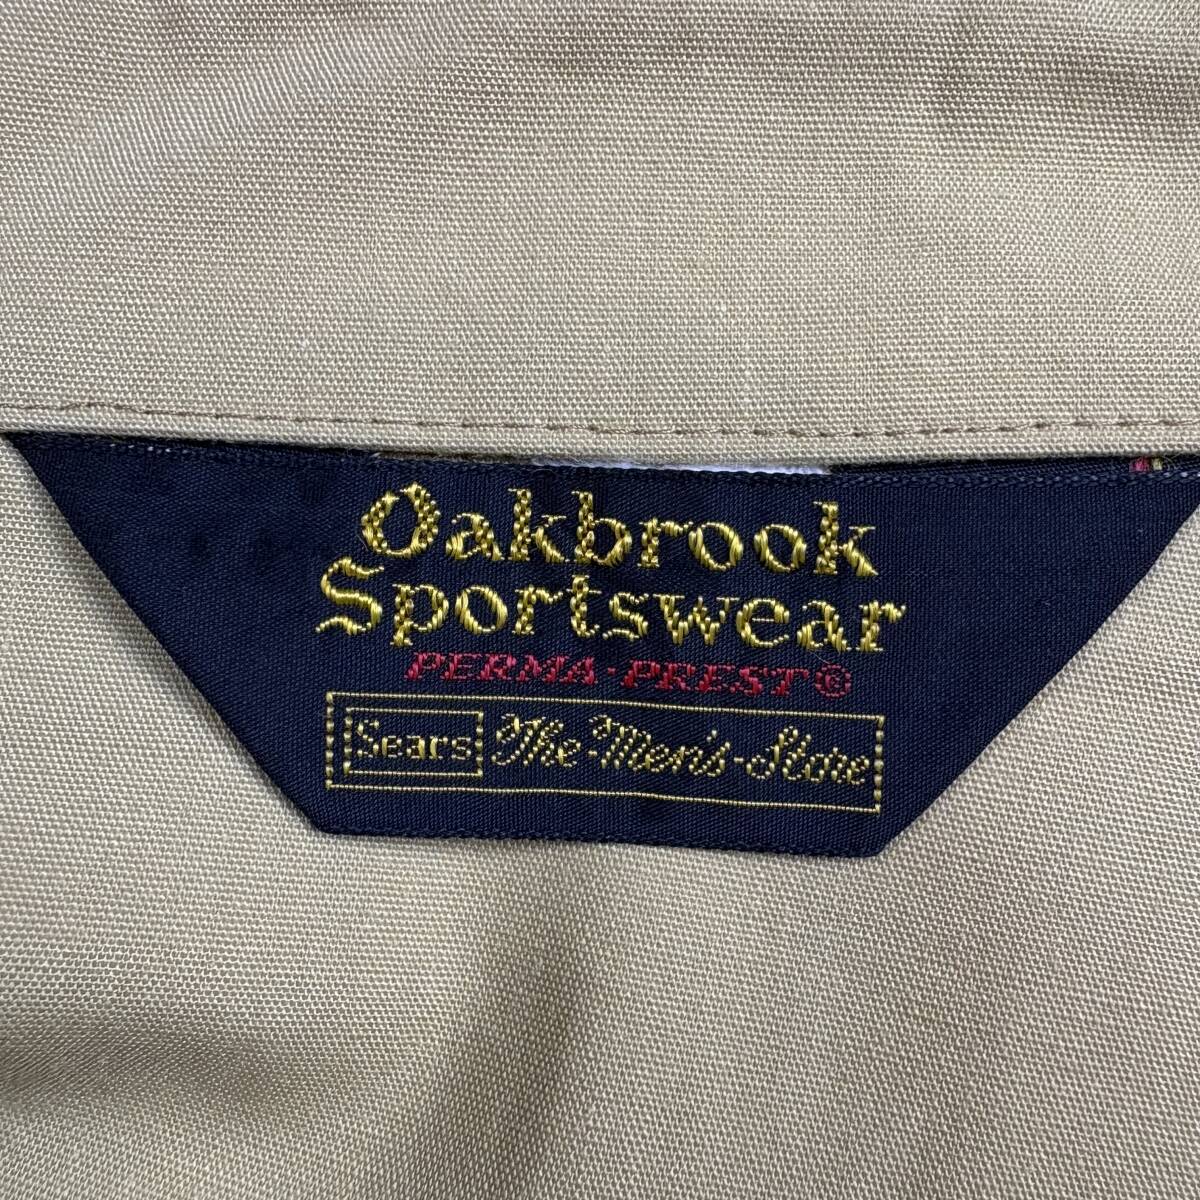 Oakbrook
Sportswear
PERMA-PREST®
Sears The-Men's-Store